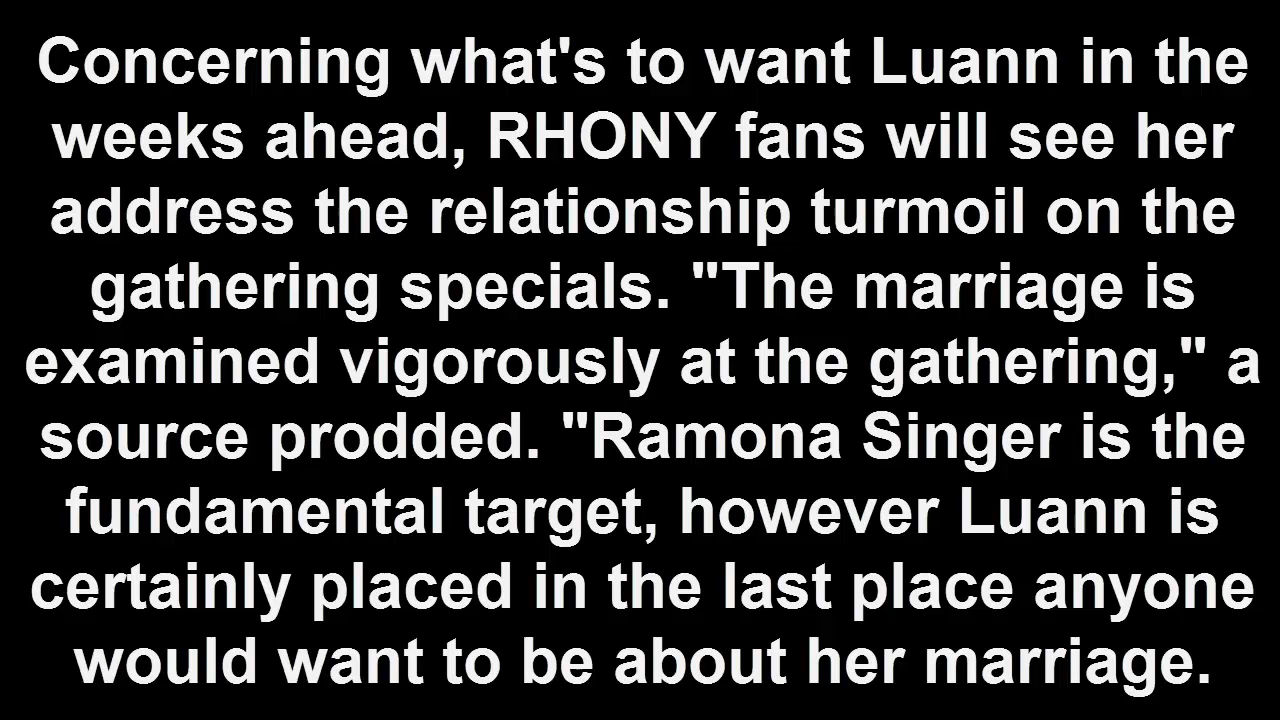 Concerning what's to want Luann in the
weeks ahead, RHONY fans will see her
address the relationship turmoil on the
gathering specials. "The marriage is
examined vigorously at the gathering," a
source prodded. "Ramona Singer is the
fundamental target, however Luann is
certainly placed in the last place anyone
would want to be about her marriage.